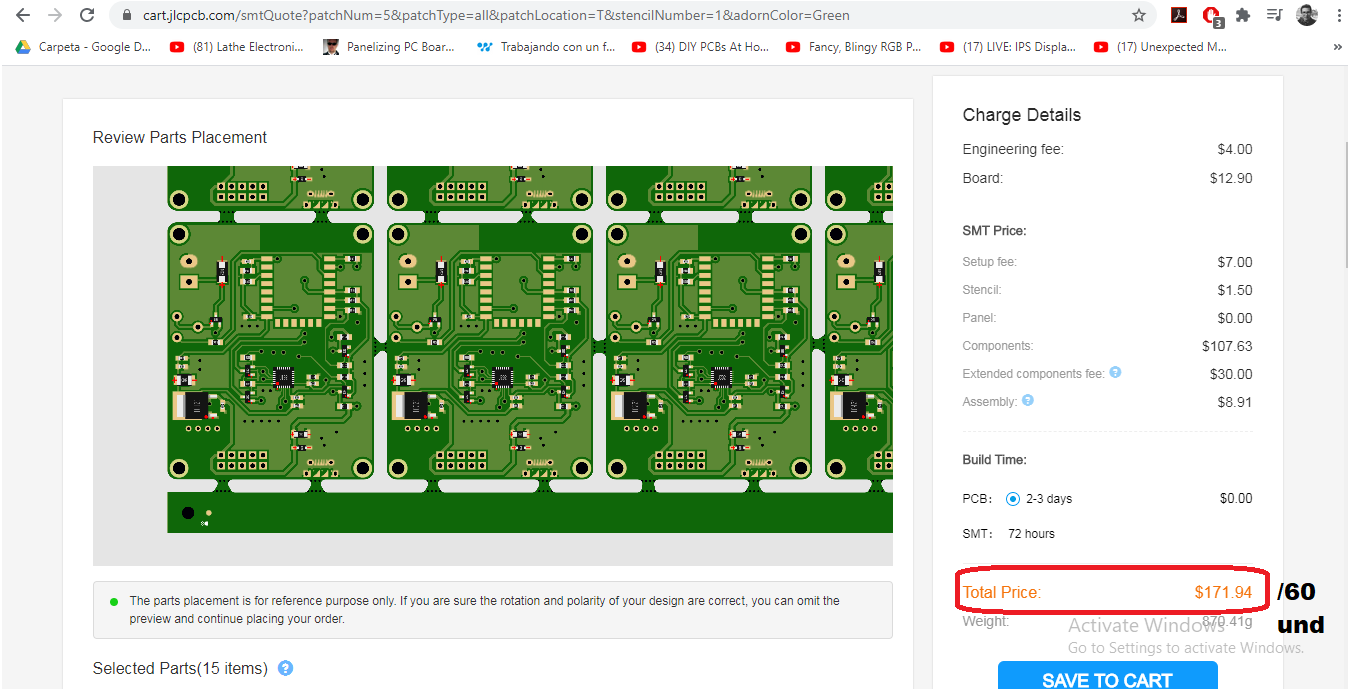 cart.jlcpcb.com/smtQuote?patchNum=5&patchType=all&patchLocation=T&stencilNumber=1&adornColor=Green
3
Carpeta - Google D...
(81) Lathe Electroni...
Panelizing PC Boar...
Trabajando con un f...
(34) DIY PCBs At Ho...
Fancy, Blingy RGB P...
(17) LIVE: IPS Displa...
(17) Unexpected M...
»
Review Parts Placement
The parts placement is for reference purpose only. If you are sure the rotation and polarity of your design are correct, you can omit the
preview and continue placing your order.
Selected Parts(15 items) ?
Charge Details
Engineering fee: $4.00
Board: $12.90
SMT Price:
Setup fee: $7.00
Stencil: $1.50
Panel: $0.00
Components: $107.63
Extended components fee: ? $30.00
Assembly: ? $8.91
Build Time:
PCB: 2-3 days $0.00
SMT: 72 hours
Total Price: $171.94 /60
Weight: 870.41g und
Activate Windows
Go to Settings to activate Windows.
SAVE TO CART